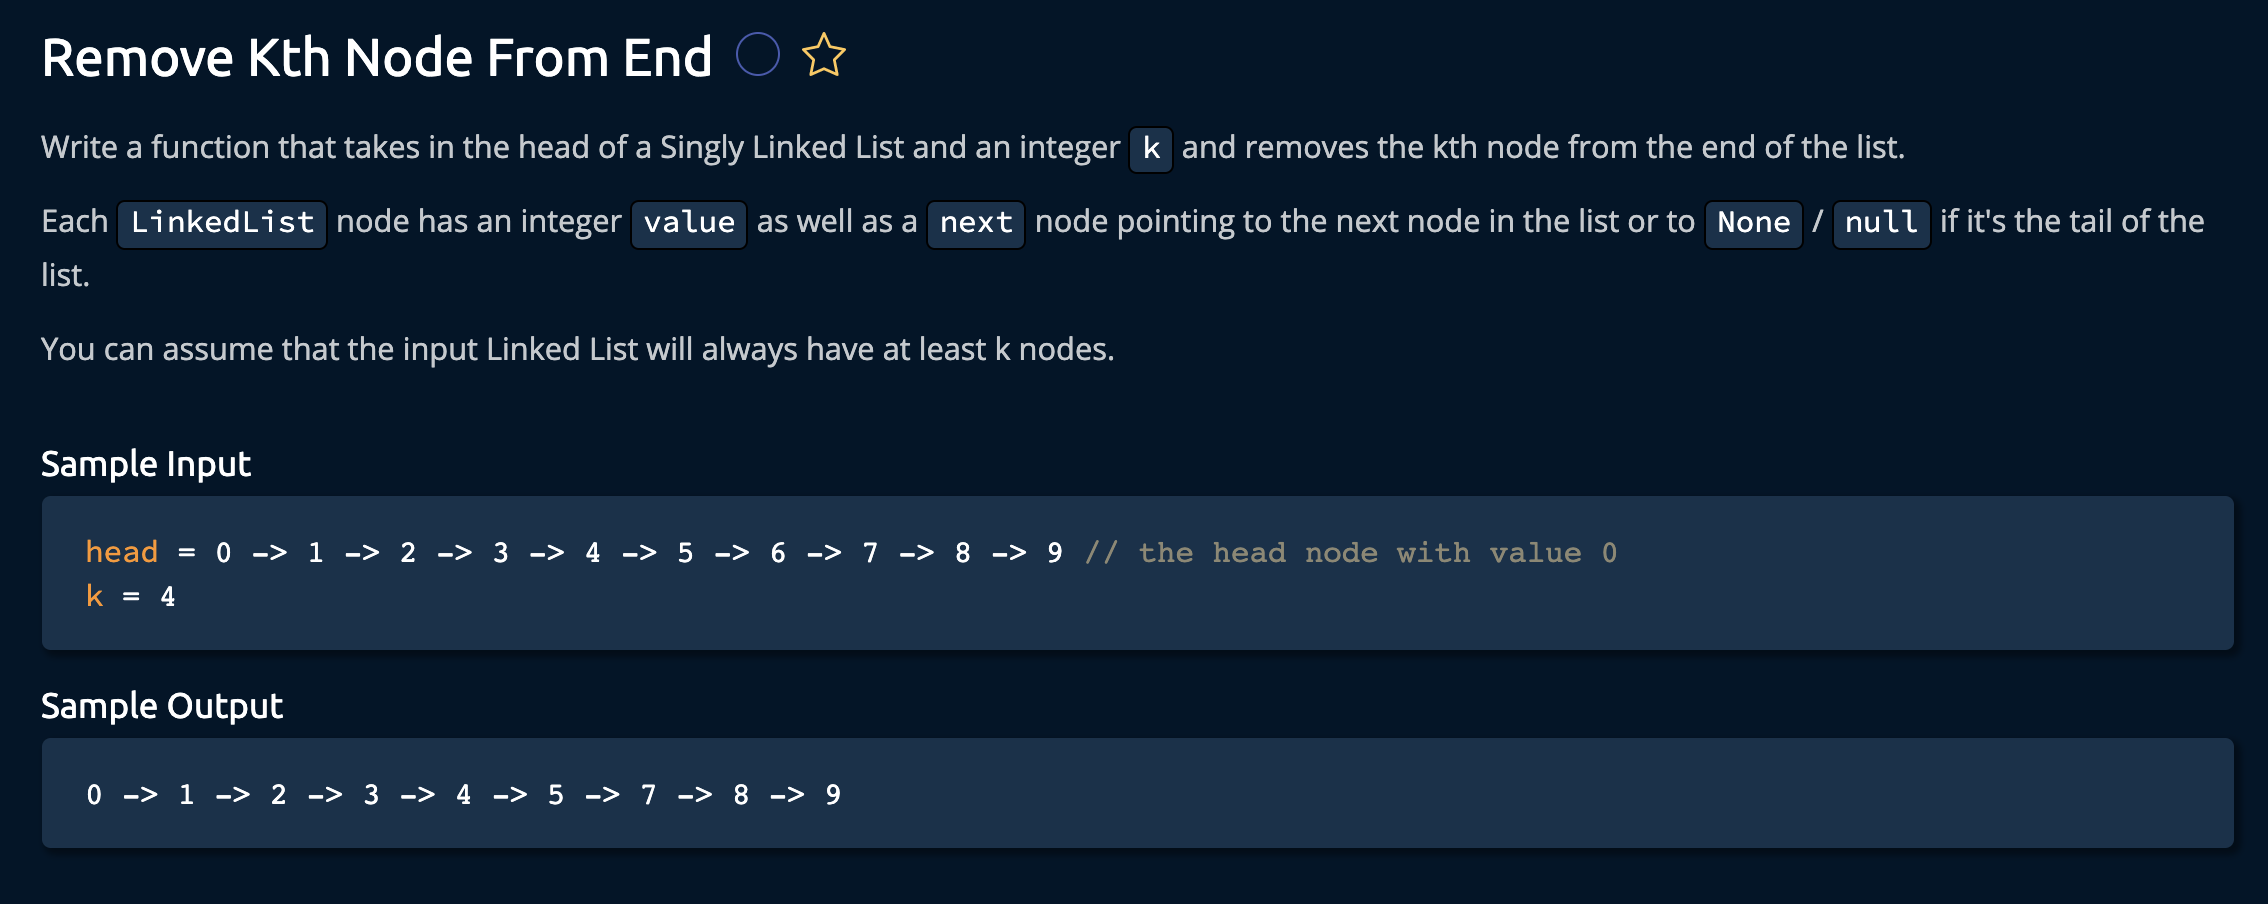 Remove Kth Node From End
Write a function that takes in the head of a Singly Linked List and an integer k and removes the kth node from the end of the list.
Each LinkedList node has an integer value as well as a next node pointing to the next node in the list or to None / null if it's the tail of the
list.
You can assume that the input Linked List will always have at least k nodes.
Sample Input
head = 0 -> 1 -> 2 -> 3 -> 4 -> 5 -> 6 -> 7 -> 8 -> 9 // the head node with value 0
k = 4
Sample Output
0 -> 1 -> 2 -> 3 -> 4 -> 5 -> 7 -> 8 -> 9